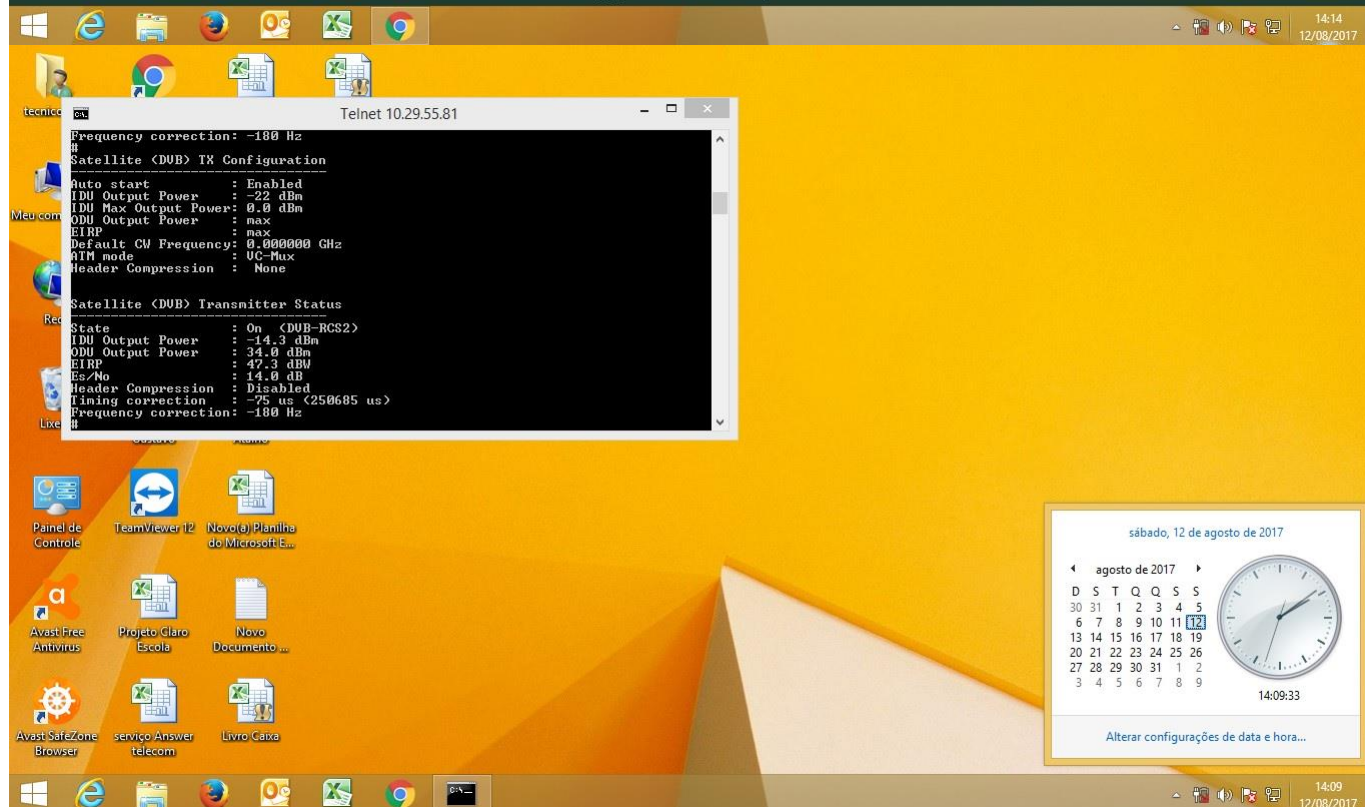 14:14
12/08/2017
Telnet 10.29.55.81
Frequency correction: -180 Hz
#
Satellite (DVB) TX Configuration
Auto start : Enabled
IDU Output Power : -22 dBm
IDU Max Output Power: 0.0 dBm
ODU Output Power : max
EIRP : max
Default CW Frequency: 0.000000 GHz
ATM mode : VC-Mux
Header Compression : None
Satellite (DVB) Transmitter Status
State : On (DVB-RCS2)
IDU Output Power : -14.3 dBm
ODU Output Power : 34.0 dBm
EIRP : 47.3 dBW
Es/No : 14.0 dB
Header Compression : Disabled
Timing correction : -75 us (250685 us)
Frequency correction: -180 Hz
#
tecnico
Meu com
Re
Lixe
Painel de
Controle
TeamViewer 12
Novo(a) Planilha
do Microsoft E...
Avast Free
Antivirus
Projeto Claro
Escola
Novo
Documento ...
Avast SafeZone
Browser
serviço Answer
telecom
Livro Caixa
sábado, 12 de agosto de 2017
agosto de 2017
D S T Q Q S S
30 31 1 2 3 4 5
6 7 8 9 10 11 12
13 14 15 16 17 18 19
20 21 22 23 24 25 26
27 28 29 30 31 1 2
3 4 5 6 7 8 9
14:09:33
Alterar configurações de data e hora...
14:09
12/08/2017